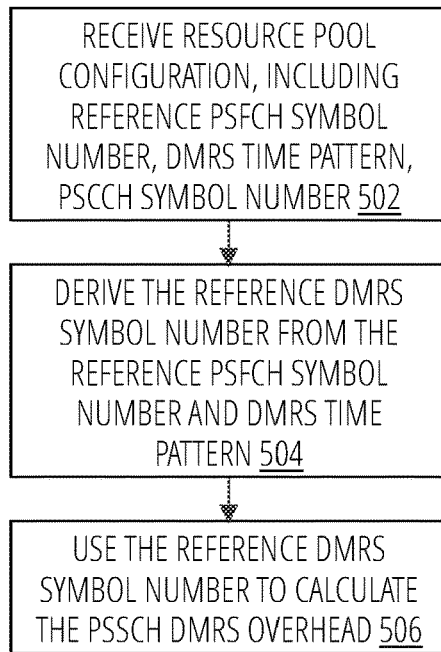 RECEIVE RESOURCE POOL
CONFIGURATION, INCLUDING
REFERENCE PSFCH SYMBOL
NUMBER, DMRS TIME PATTERN,
PSCCH SYMBOL NUMBER 502
DERIVE THE REFERENCE DMRS
SYMBOL NUMBER FROM THE
REFERENCE PSFCH SYMBOL
NUMBER AND DMRS TIME
PATTERN 504
USE THE REFERENCE DMRS
SYMBOL NUMBER TO CALCULATE
THE PSSCH DMRS OVERHEAD 506